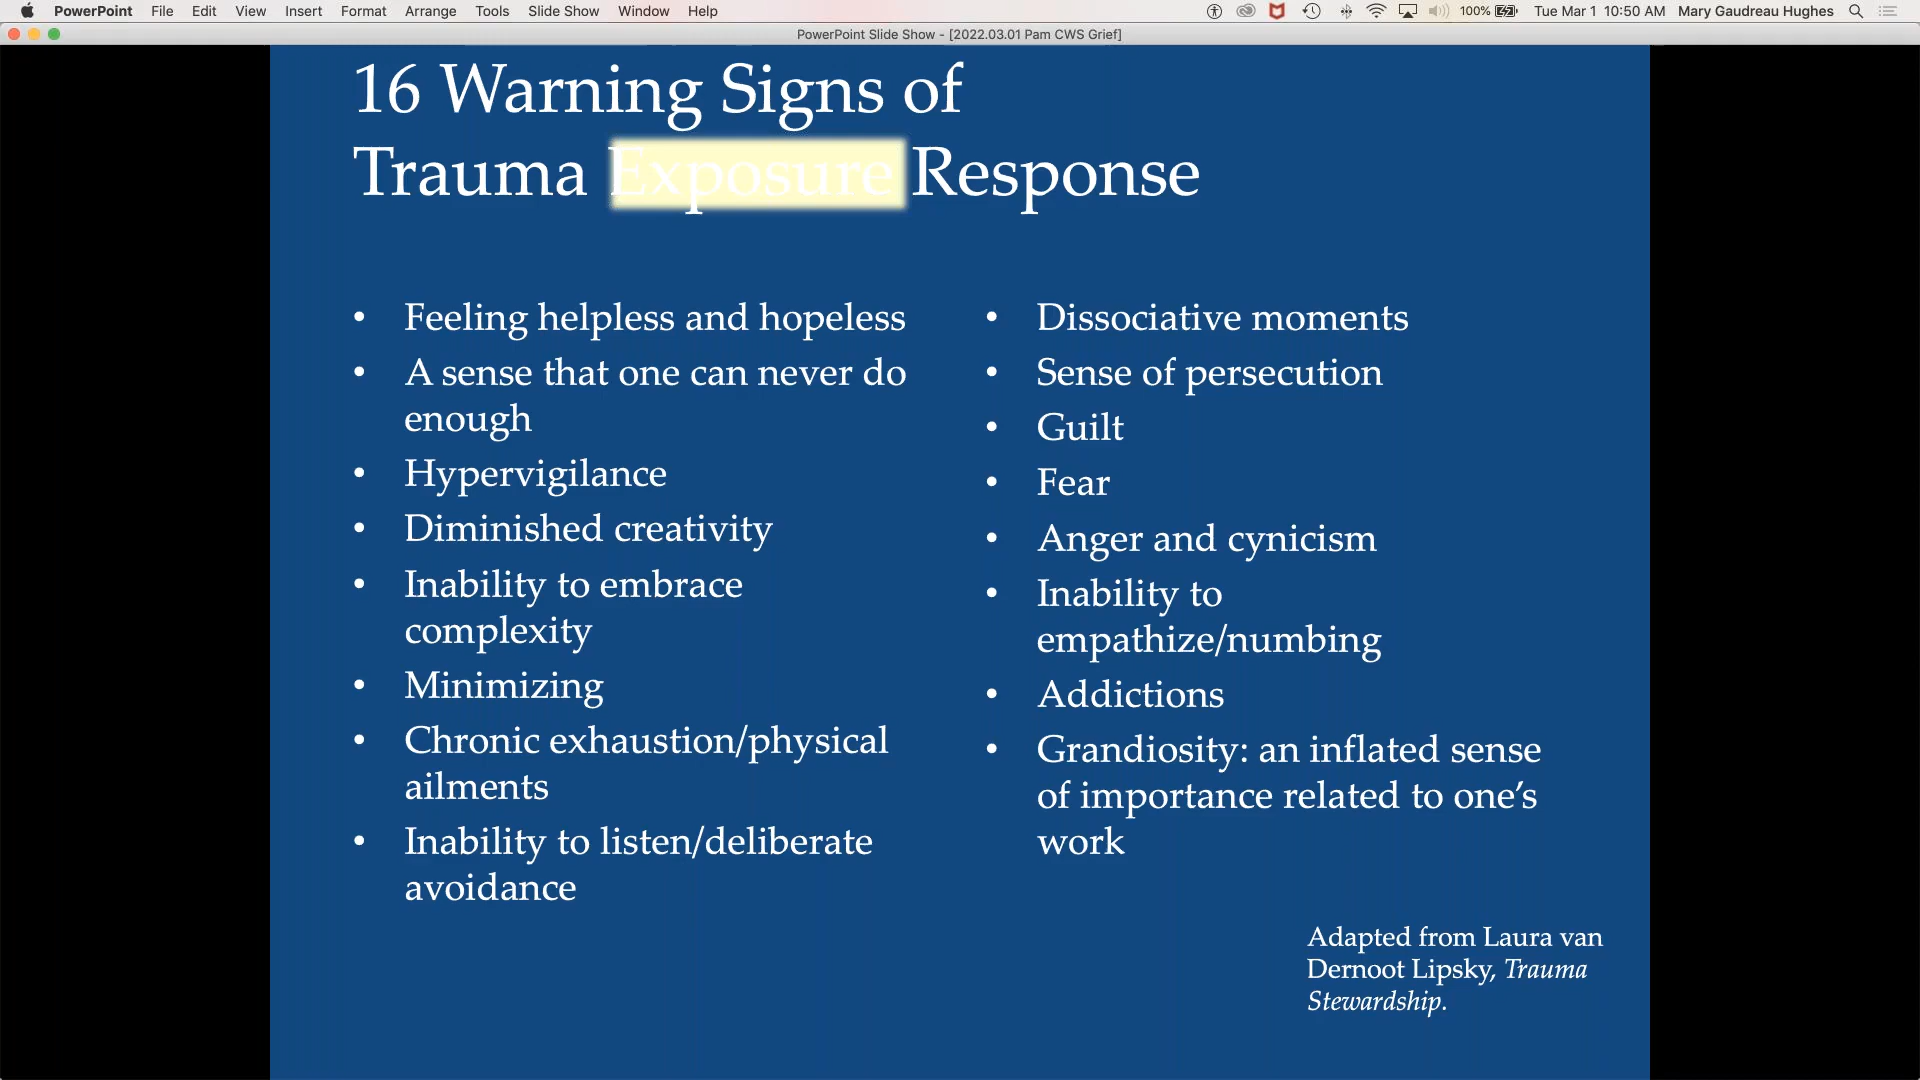 PowerPoint File Edit View Insert Format Arrange Tools Slide Show Window Help 100% Tue Mar 1 10:50 AM Mary Gaudreau Hughes
PowerPoint Slide Show - [2022.03.01 Pam CWS Grief]
16 Warning Signs of
Trauma Exposure Response
• Feeling helpless and hopeless
• A sense that one can never do
enough
• Hypervigilance
• Diminished creativity
• Inability to embrace
complexity
• Minimizing
• Chronic exhaustion/physical
ailments
• Inability to listen/deliberate
avoidance
• Dissociative moments
• Sense of persecution
• Guilt
• Fear
• Anger and cynicism
• Inability to
empathize/numbing
• Addictions
• Grandiosity: an inflated sense
of importance related to one’s
work
Adapted from Laura van
Dernoot Lipsky, Trauma
Stewardship.